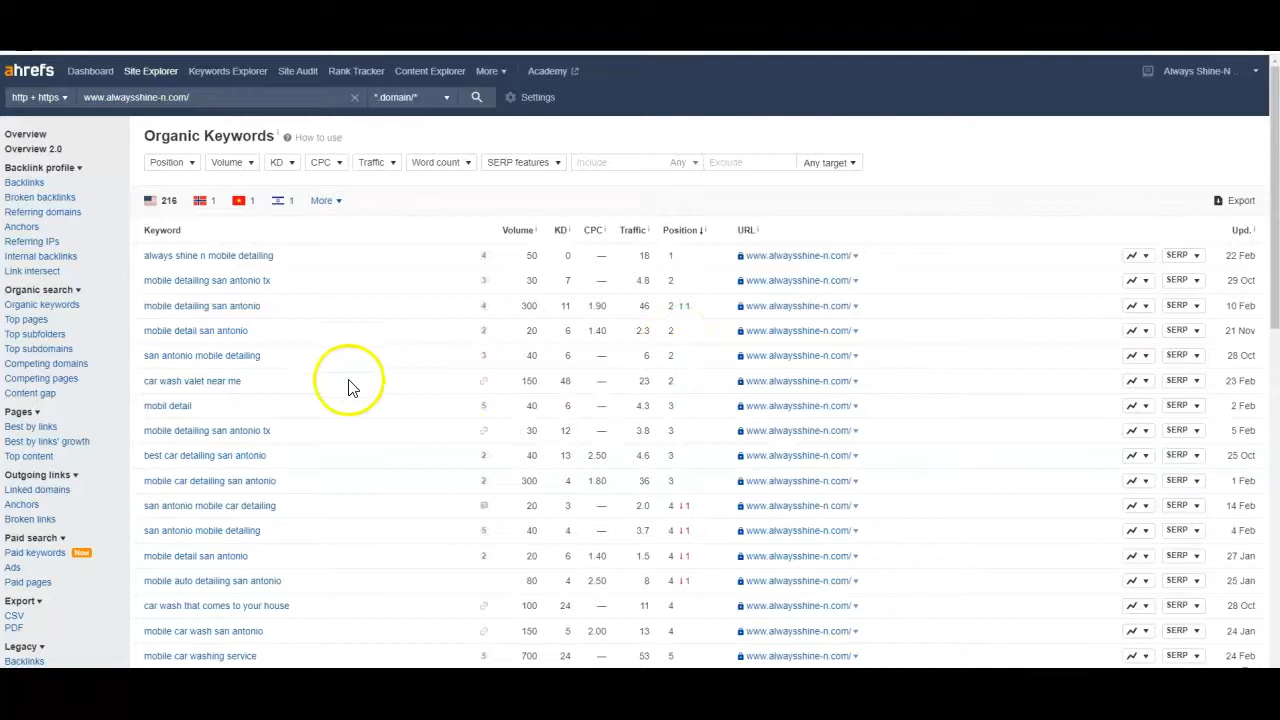 ahrefs Dashboard Site Explorer Keywords Explorer Site Audit Rank Tracker Content Explorer More Academy Always Shine-N ..
http + https www.alwaysshine-n.com/ *.domain/* Settings
Overview
Overview 2.0
Backlink profile
Backlinks
Broken backlinks
Referring domains
Anchors
Referring IPs
Internal backlinks
Link intersect
Organic search
Organic keywords
Top pages
Top subfolders
Top subdomains
Competing domains
Competing pages
Content gap
Pages
Best by links
Best by links' growth
Top content
Outgoing links
Linked domains
Anchors
Broken links
Paid search
Paid keywords New
Ads
Paid pages
Export
CSV
PDF
Legacy
Backlinks
Organic Keywords i ? How to use
Position Volume KD CPC Traffic Word count SERP features Include Any Exclude Any target
216 1 1 1 More Export
Keyword Volume i KD i CPC i Traffic i Position ↓ i URL i Upd. i
always shine n mobile detailing 4 50 0 — 18 1 www.alwaysshine-n.com/ SERP 22 Feb
mobile detailing san antonio tx 3 30 7 — 4.8 2 www.alwaysshine-n.com/ SERP 29 Oct
mobile detailing san antonio 4 300 11 1.90 46 2 ↑1 www.alwaysshine-n.com/ SERP 10 Feb
mobile detail san antonio 2 20 6 1.40 2.3 2 www.alwaysshine-n.com/ SERP 21 Nov
san antonio mobile detailing 3 40 6 — 6 2 www.alwaysshine-n.com/ SERP 28 Oct
car wash valet near me 150 48 — 23 2 www.alwaysshine-n.com/ SERP 23 Feb
mobil detail 5 40 6 — 4.3 3 www.alwaysshine-n.com/ SERP 2 Feb
mobile detailing san antonio tx 30 12 — 3.8 3 www.alwaysshine-n.com/ SERP 5 Feb
best car detailing san antonio 2 40 13 2.50 4.6 3 www.alwaysshine-n.com/ SERP 25 Oct
mobile car detailing san antonio 2 300 4 1.80 36 3 www.alwaysshine-n.com/ SERP 1 Feb
san antonio mobile car detailing 20 3 — 2.0 4 ↓1 www.alwaysshine-n.com/ SERP 14 Feb
san antonio mobile detailing 5 40 4 — 3.7 4 ↓1 www.alwaysshine-n.com/ SERP 4 Feb
mobile detail san antonio 2 20 6 1.40 1.5 4 ↓1 www.alwaysshine-n.com/ SERP 27 Jan
mobile auto detailing san antonio 80 4 2.50 8 4 ↓1 www.alwaysshine-n.com/ SERP 25 Jan
car wash that comes to your house 100 24 — 11 4 www.alwaysshine-n.com/ SERP 28 Oct
mobile car wash san antonio 150 5 2.00 13 4 www.alwaysshine-n.com/ SERP 24 Jan
mobile car washing service 5 700 24 — 53 5 www.alwaysshine-n.com/ SERP 24 Feb